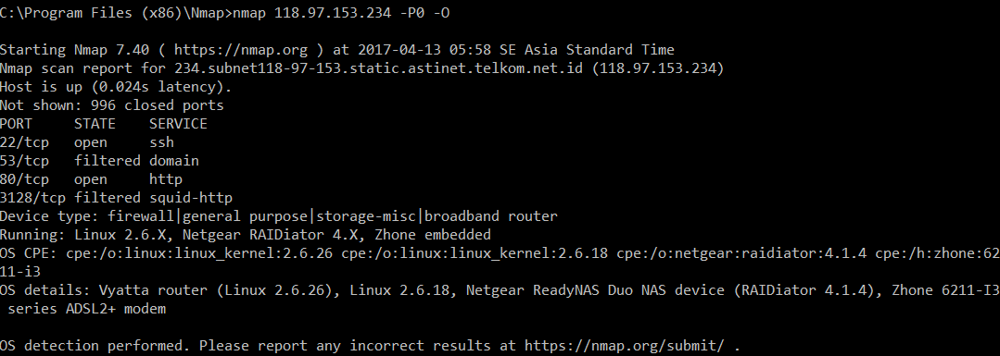 C:\Program Files (x86)\Nmap>nmap 118.97.153.234 -P0 -O
Starting Nmap 7.40 ( https://nmap.org ) at 2017-04-13 05:58 SE Asia Standard Time
Nmap scan report for 234.subnet118-97-153.static.astinet.telkom.net.id (118.97.153.234)
Host is up (0.024s latency).
Not shown: 996 closed ports
PORT     STATE    SERVICE
22/tcp   open     ssh
53/tcp   filtered domain
80/tcp   open     http
3128/tcp filtered squid-http
Device type: firewall|general purpose|storage-misc|broadband router
Running: Linux 2.6.X, Netgear RAIDiator 4.X, Zhone embedded
OS CPE: cpe:/o:linux:linux_kernel:2.6.26 cpe:/o:linux:linux_kernel:2.6.18 cpe:/o:netgear:raidiator:4.1.4 cpe:/h:zhone:62
11-i3
OS details: Vyatta router (Linux 2.6.26), Linux 2.6.18, Netgear ReadyNAS Duo NAS device (RAIDiator 4.1.4), Zhone 6211-I3
 series ADSL2+ modem
OS detection performed. Please report any incorrect results at https://nmap.org/submit/ .